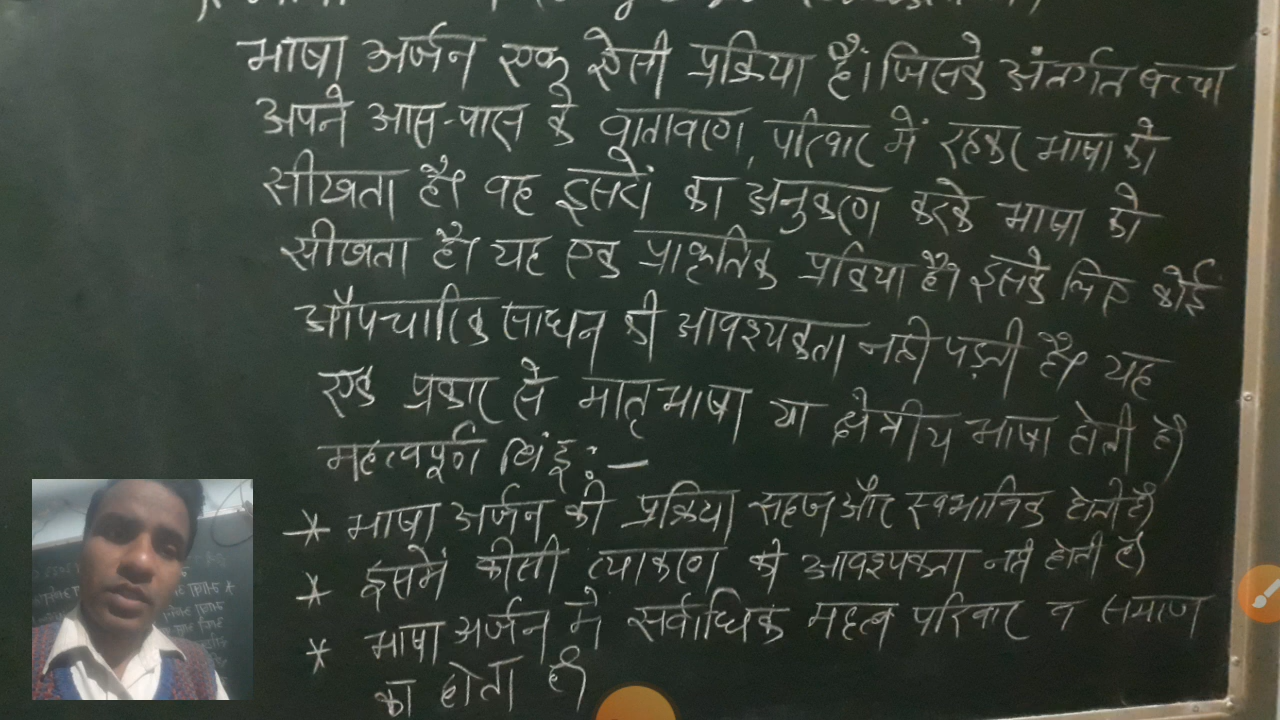 भाषा अर्जन एक ऐसी प्रक्रिया है। जिसके अंतर्गत बच्चा
अपने आस-पास के वातावरण, परिवार में रहकर भाषा को
सीखता है। वह दूसरों का अनुकरण करके भाषा को
सीखता है। यह एक प्राकृतिक प्रक्रिया है। इसके लिए कोई
औपचारिक साधन की आवश्यकता नही पड़ती है। यह
एक प्रकार से मातृभाषा या क्षेत्रीय भाषा होती है।
महत्वपूर्ण बिंदु :—
* भाषा अर्जन की प्रक्रिया सहज और स्वभाविक होती है।
* इसमें कीसी व्याकरण की आवश्यकता नही होती है।
* भाषा अर्जन मे सर्वाधिक महत्व परिवार व समाज
का होता है।